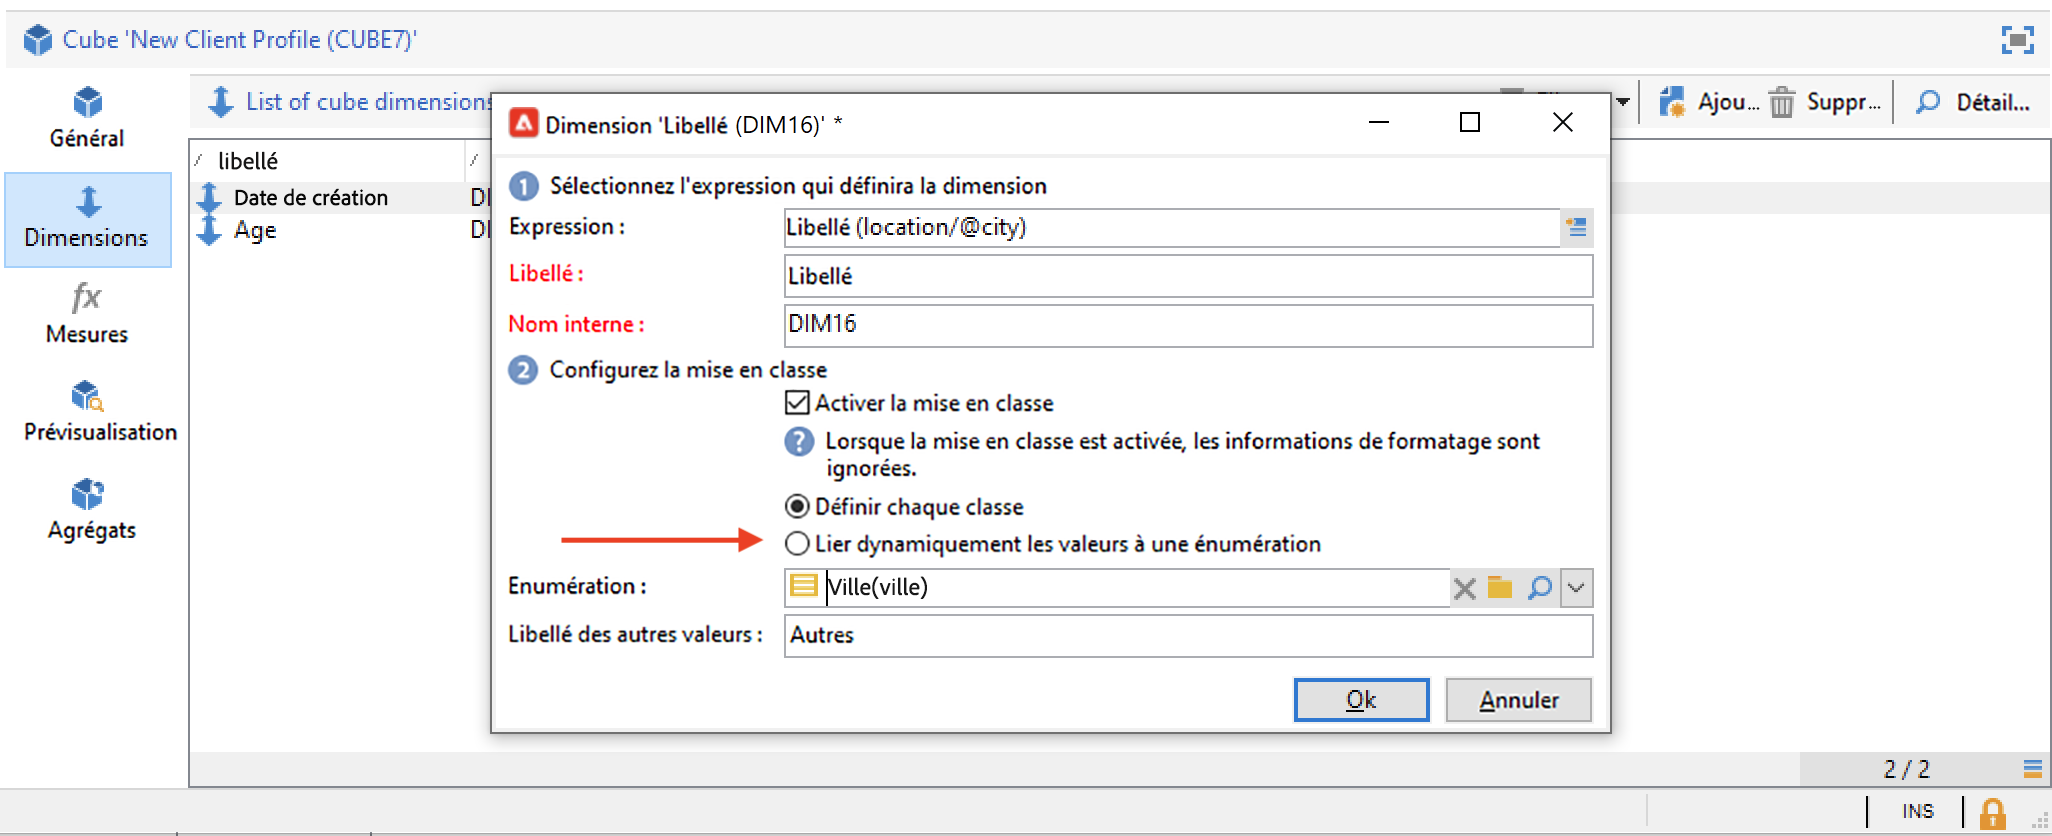 Cube 'New Client Profile (CUBE7)'
Général
Dimensions
fx
Mesures
Prévisualisation
Agrégats
List of cube dimensions
Ajou...
Suppr...
Détail...
libellé
Date de création DI
Age DI
Dimension 'Libellé (DIM16)' *
1 Sélectionnez l'expression qui définira la dimension
Expression : Libellé (location/@city)
Libellé : Libellé
Nom interne : DIM16
2 Configurez la mise en classe
Activer la mise en classe
? Lorsque la mise en classe est activée, les informations de formatage sont
ignorées.
Définir chaque classe
Lier dynamiquement les valeurs à une énumération
Enumération : Ville(ville)
Libellé des autres valeurs : Autres
Ok
Annuler
2 / 2
INS